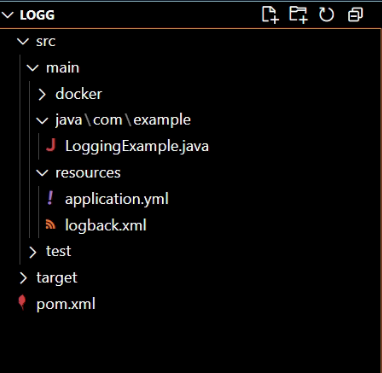 LOGG
src
main
docker
java\com\example
LoggingExample.java
resources
application.yml
logback.xml
test
target
pom.xml